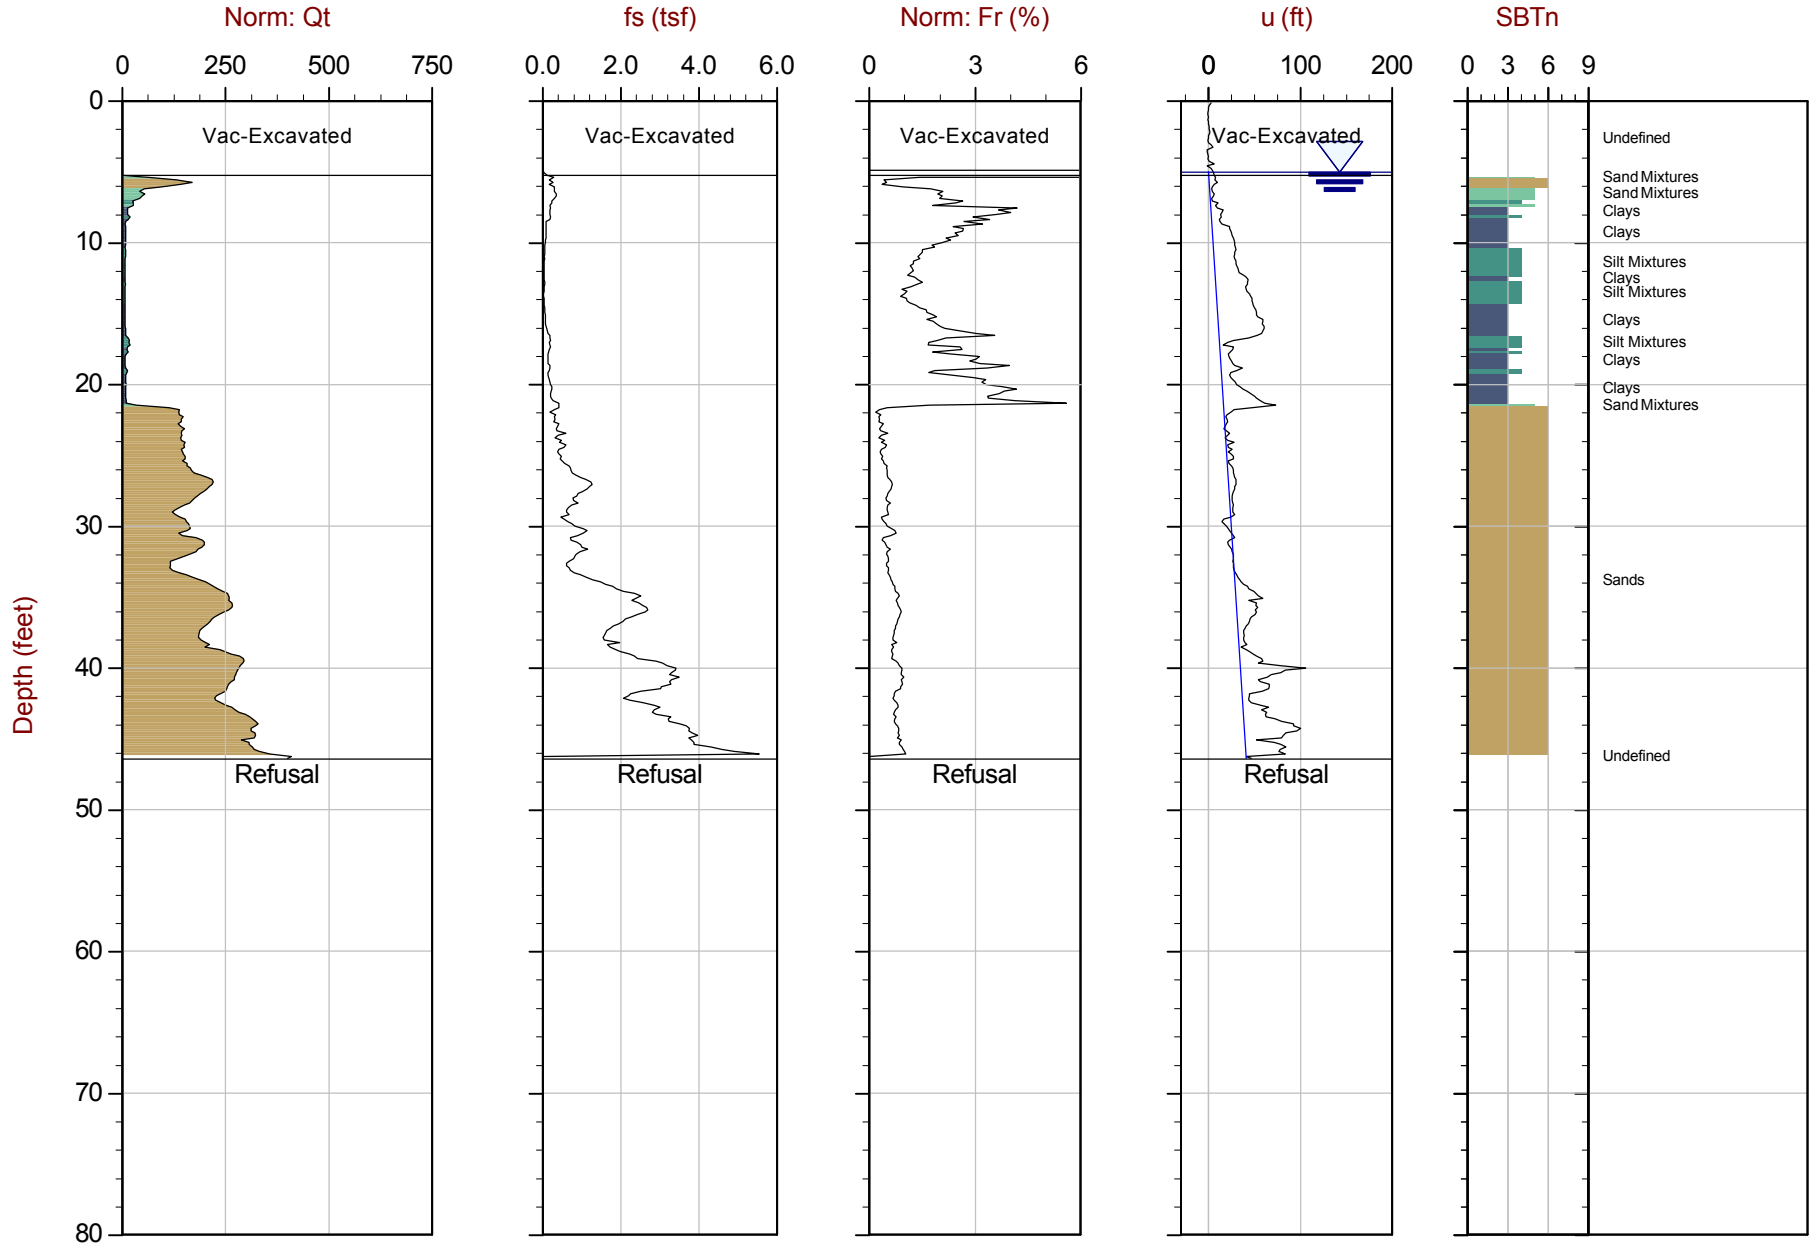 Norm: Qt fs (tsf) Norm: Fr (%) u (ft) SBTn
0 250 500 750 0.0 2.0 4.0 6.0 0 3 6 0 100 200 0 3 6 9
0
Vac-Excavated Vac-Excavated Vac-Excavated Vac-Excavated Undefined
Sand Mixtures
Sand Mixtures
Clays
Clays
10
Silt Mixtures
Clays
Silt Mixtures
Clays
Silt Mixtures
Clays
20
Clays
Sand Mixtures
30
Sands
Depth (feet)
40
Undefined
Refusal Refusal Refusal Refusal
50
60
70
80